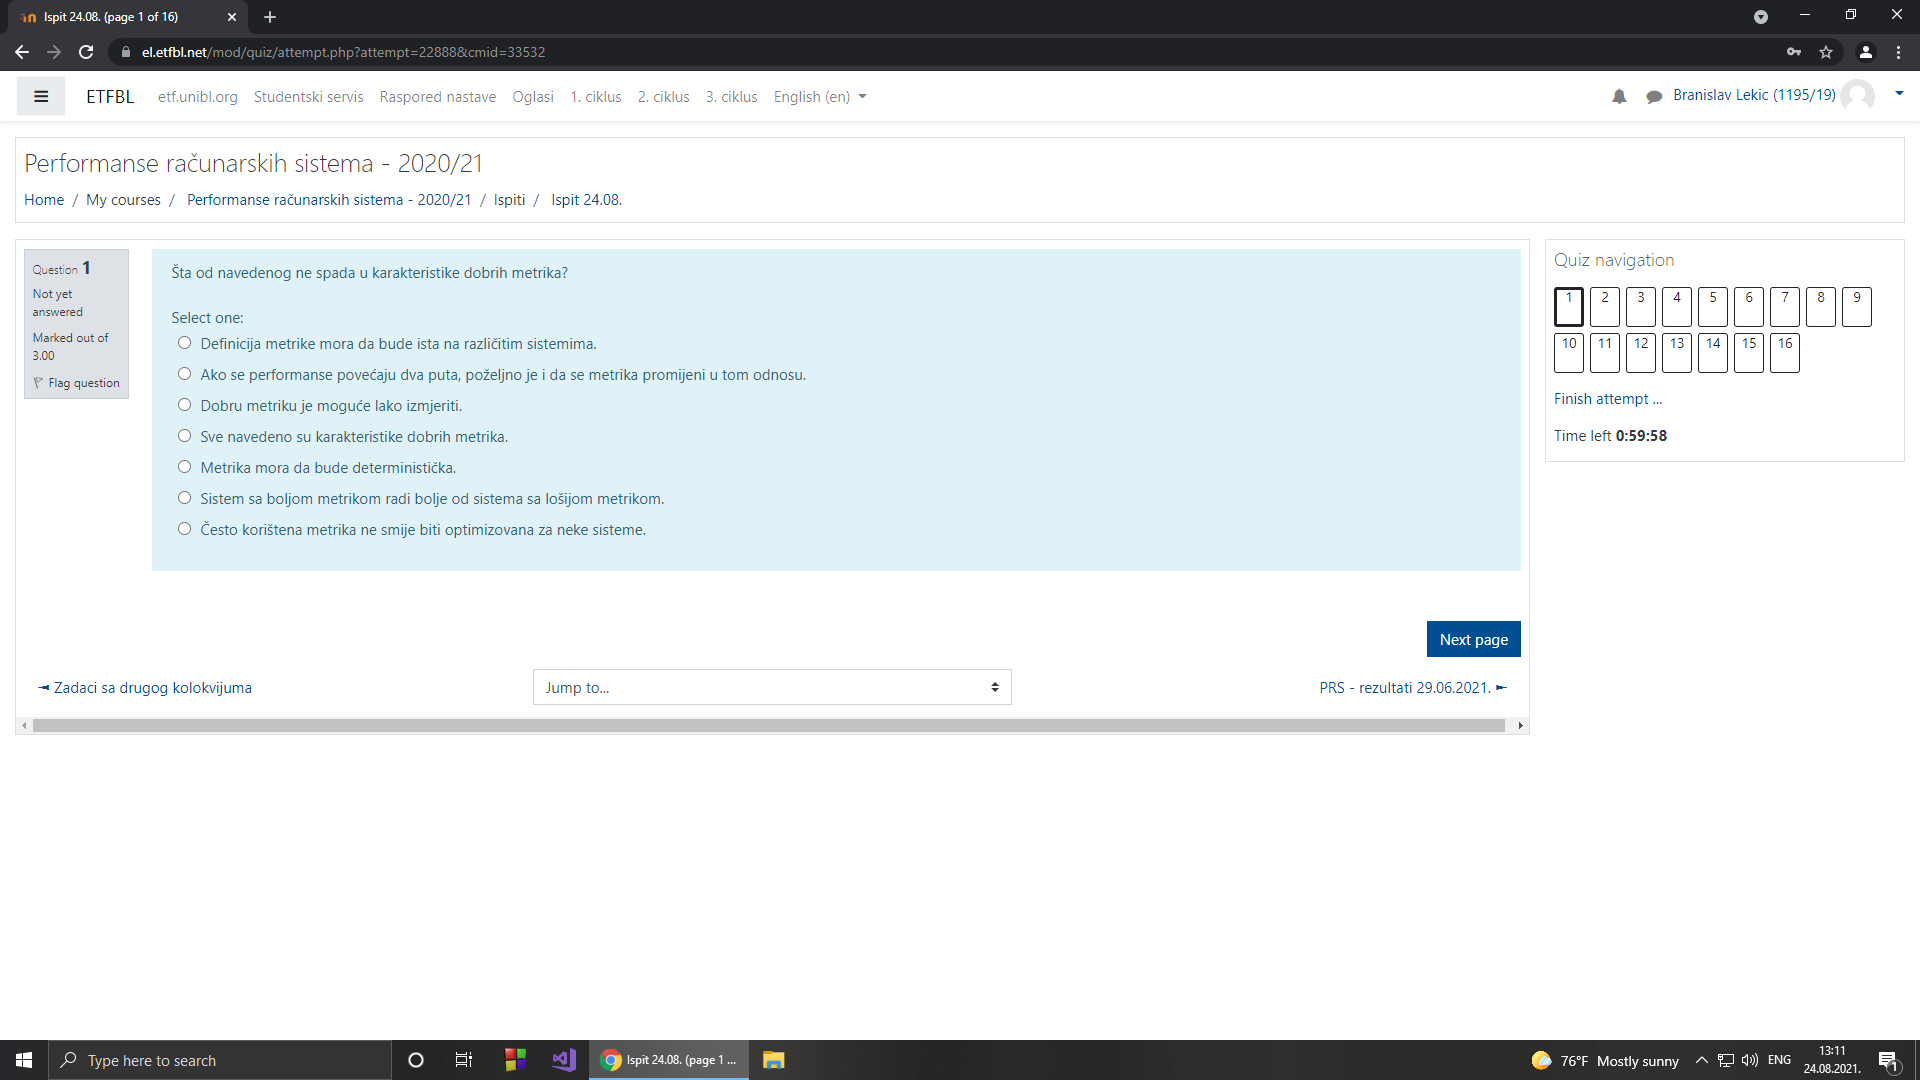 Ispit 24.08. (page 1 of 16)
el.etfbl.net/mod/quiz/attempt.php?attempt=22888&cmid=33532
ETFBL etf.unibl.org Studentski servis Raspored nastave Oglasi 1. ciklus 2. ciklus 3. ciklus English (en) Branislav Lekic (1195/19)
Performanse računarskih sistema - 2020/21
Home / My courses / Performanse računarskih sistema - 2020/21 / Ispiti / Ispit 24.08.
Question 1
Not yet
answered
Marked out of
3.00
Flag question
Šta od navedenog ne spada u karakteristike dobrih metrika?
Select one:
Definicija metrike mora da bude ista na različitim sistemima.
Ako se performanse povećaju dva puta, poželjno je i da se metrika promijeni u tom odnosu.
Dobru metriku je moguće lako izmjeriti.
Sve navedeno su karakteristike dobrih metrika.
Metrika mora da bude deterministička.
Sistem sa boljom metrikom radi bolje od sistema sa lošijom metrikom.
Često korištena metrika ne smije biti optimizovana za neke sisteme.
Next page
◄ Zadaci sa drugog kolokvijuma
Jump to...
PRS - rezultati 29.06.2021. ►
Quiz navigation
1 2 3 4 5 6 7 8 9
10 11 12 13 14 15 16
Finish attempt ...
Time left 0:59:58
Type here to search
Ispit 24.08. (page 1 ...
76°F Mostly sunny
ENG
13:11
24.08.2021.
1